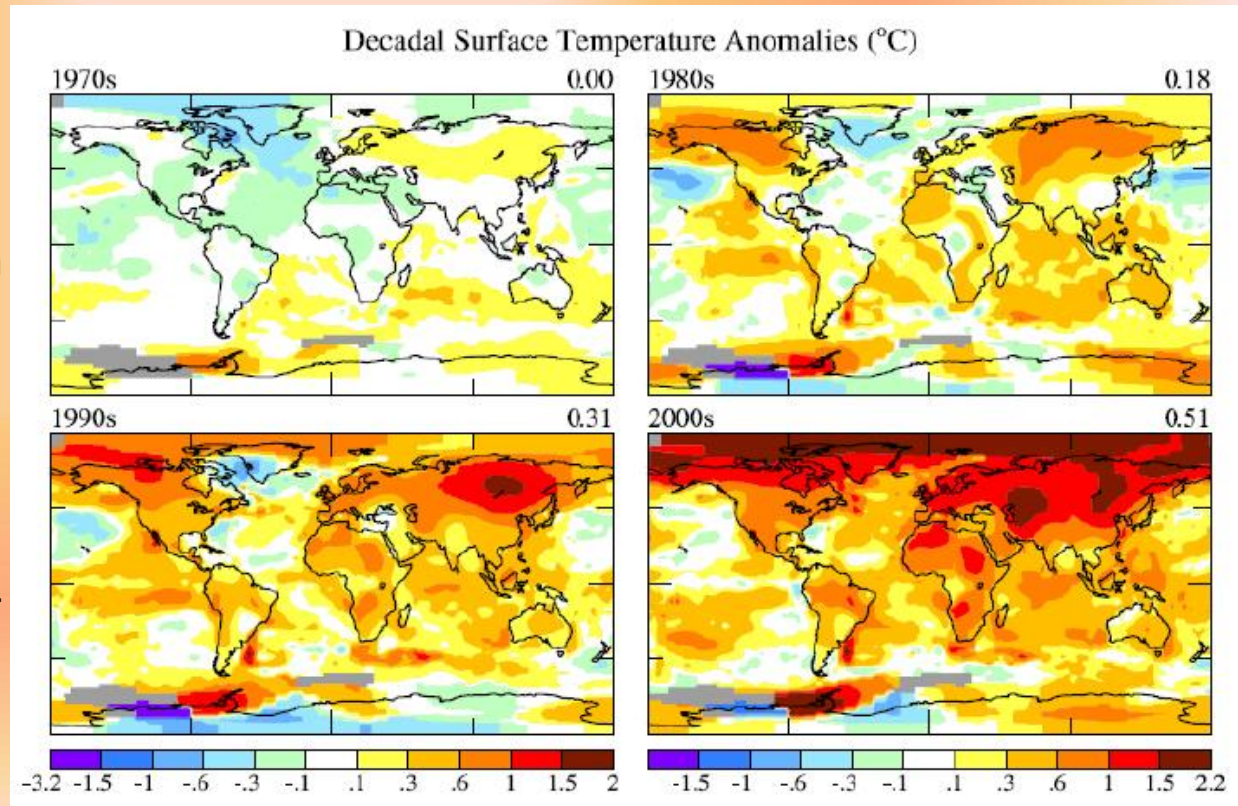 Decadal Surface Temperature Anomalies (°C)
1970s 0.00
1980s 0.18
1990s 0.31
2000s 0.51
-3.2 -1.5 -1 -.6 -.3 -.1 .1 .3 .6 1 1.5 2
-1.5 -1 -.6 -.3 -.1 .1 .3 .6 1 1.5 2.2